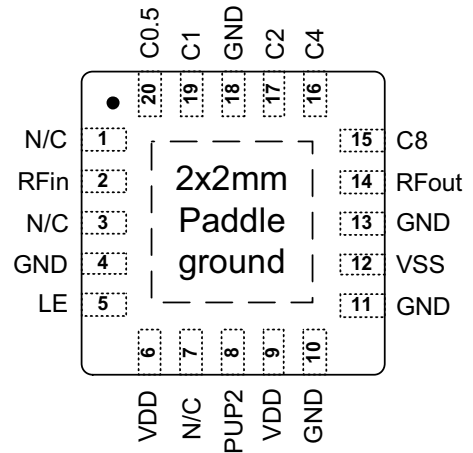 C0.5 C1 GND C2 C4
20 19 18 17 16
N/C 1 15 C8
RFin 2 14 RFout
N/C 3 13 GND
GND 4 12 VSS
LE 5 11 GND
2x2mm
Paddle
ground
6 7 8 9 10
VDD N/C PUP2 VDD GND